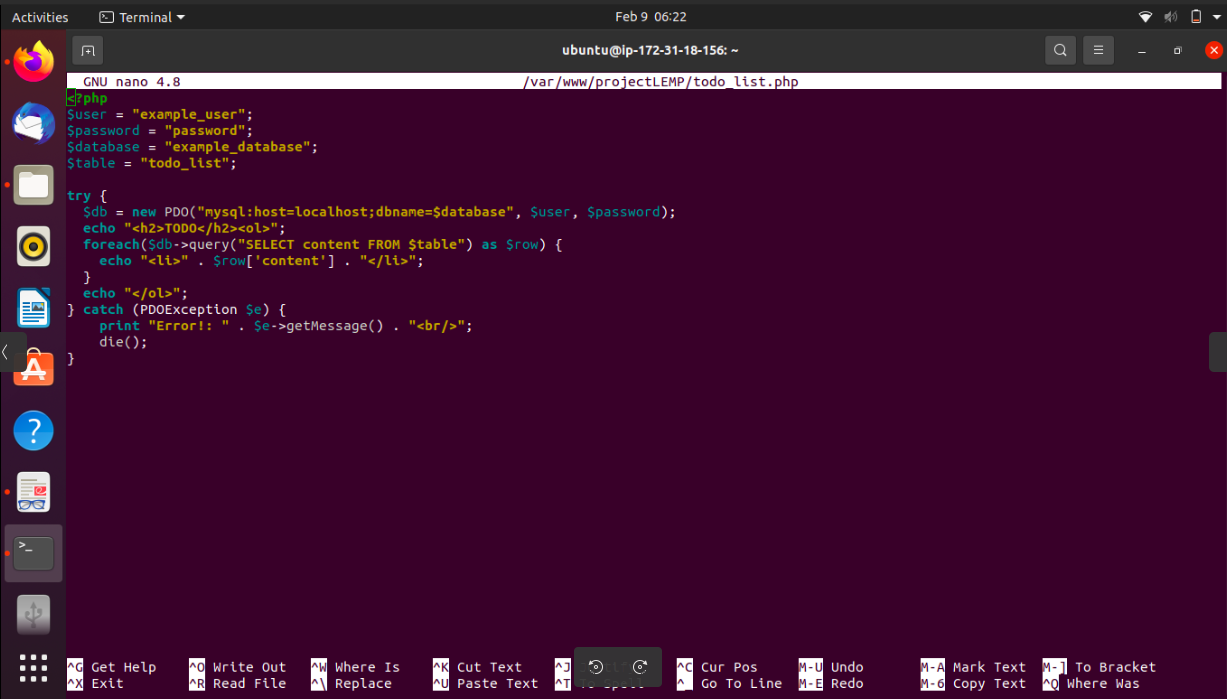 Activities Terminal Feb 9 06:22
ubuntu@ip-172-31-18-156: ~
GNU nano 4.8 /var/www/projectLEMP/todo_list.php
<?php
$user = "example_user";
$password = "password";
$database = "example_database";
$table = "todo_list";
try {
  $db = new PDO("mysql:host=localhost;dbname=$database", $user, $password);
  echo "<h2>TODO</h2><ol>";
  foreach($db->query("SELECT content FROM $table") as $row) {
    echo "<li>" . $row['content'] . "</li>";
  }
  echo "</ol>";
} catch (PDOException $e) {
    print "Error!: " . $e->getMessage() . "<br/>";
    die();
}
^G Get Help ^O Write Out ^W Where Is ^K Cut Text ^J ^C Cur Pos M-U Undo M-A Mark Text M-] To Bracket
^X Exit ^R Read File ^\ Replace ^U Paste Text ^T To Spell ^_ Go To Line M-E Redo M-6 Copy Text ^Q Where Was